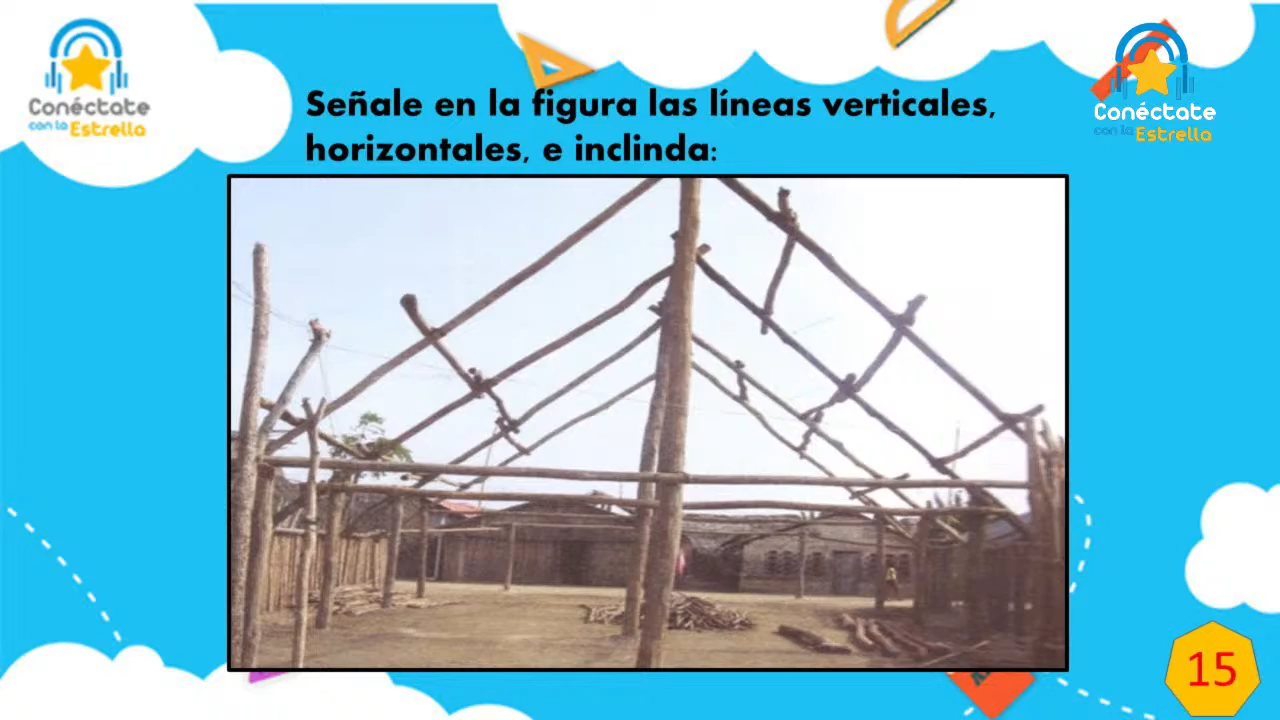 Conéctate
con la Estrella
Conéctate
con la Estrella
Señale en la figura las líneas verticales,
horizontales, e inclinda:
15